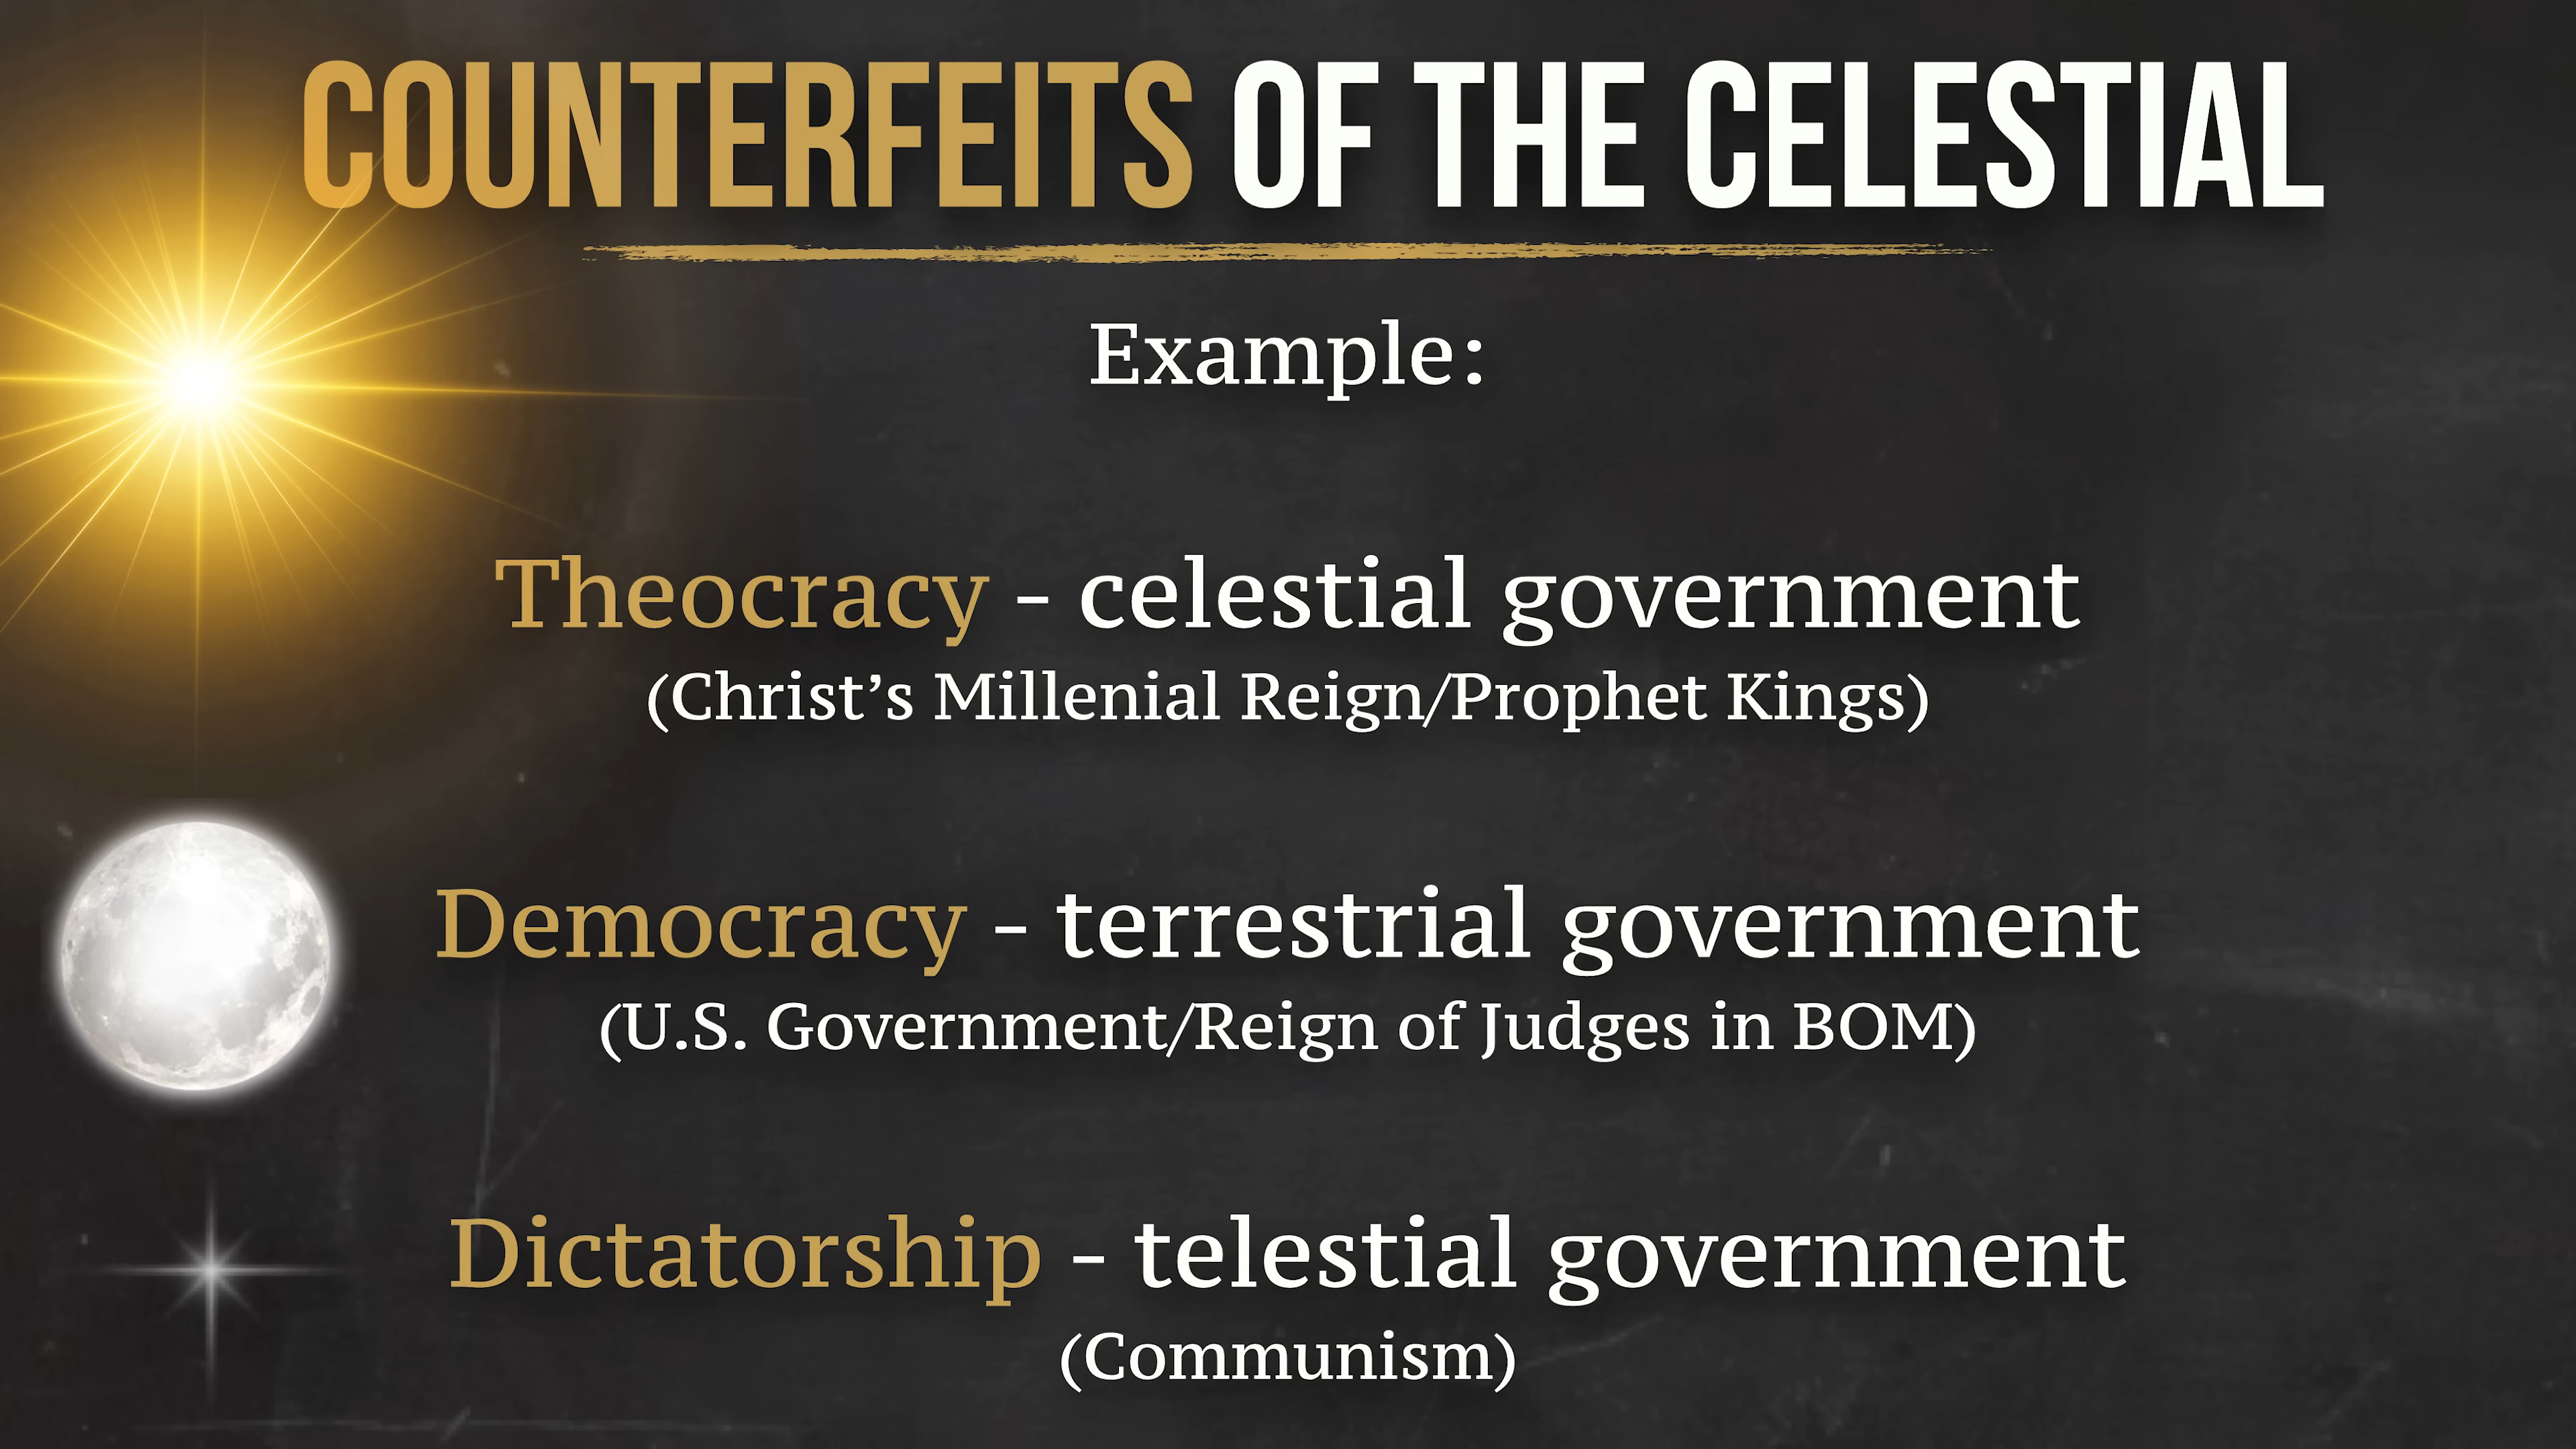 COUNTERFEITS OF THE CELESTIAL
Example:
Theocracy - celestial government
(Christ’s Millenial Reign/Prophet Kings)
Democracy - terrestrial government
(U.S. Government/Reign of Judges in BOM)
Dictatorship - telestial government
(Communism)